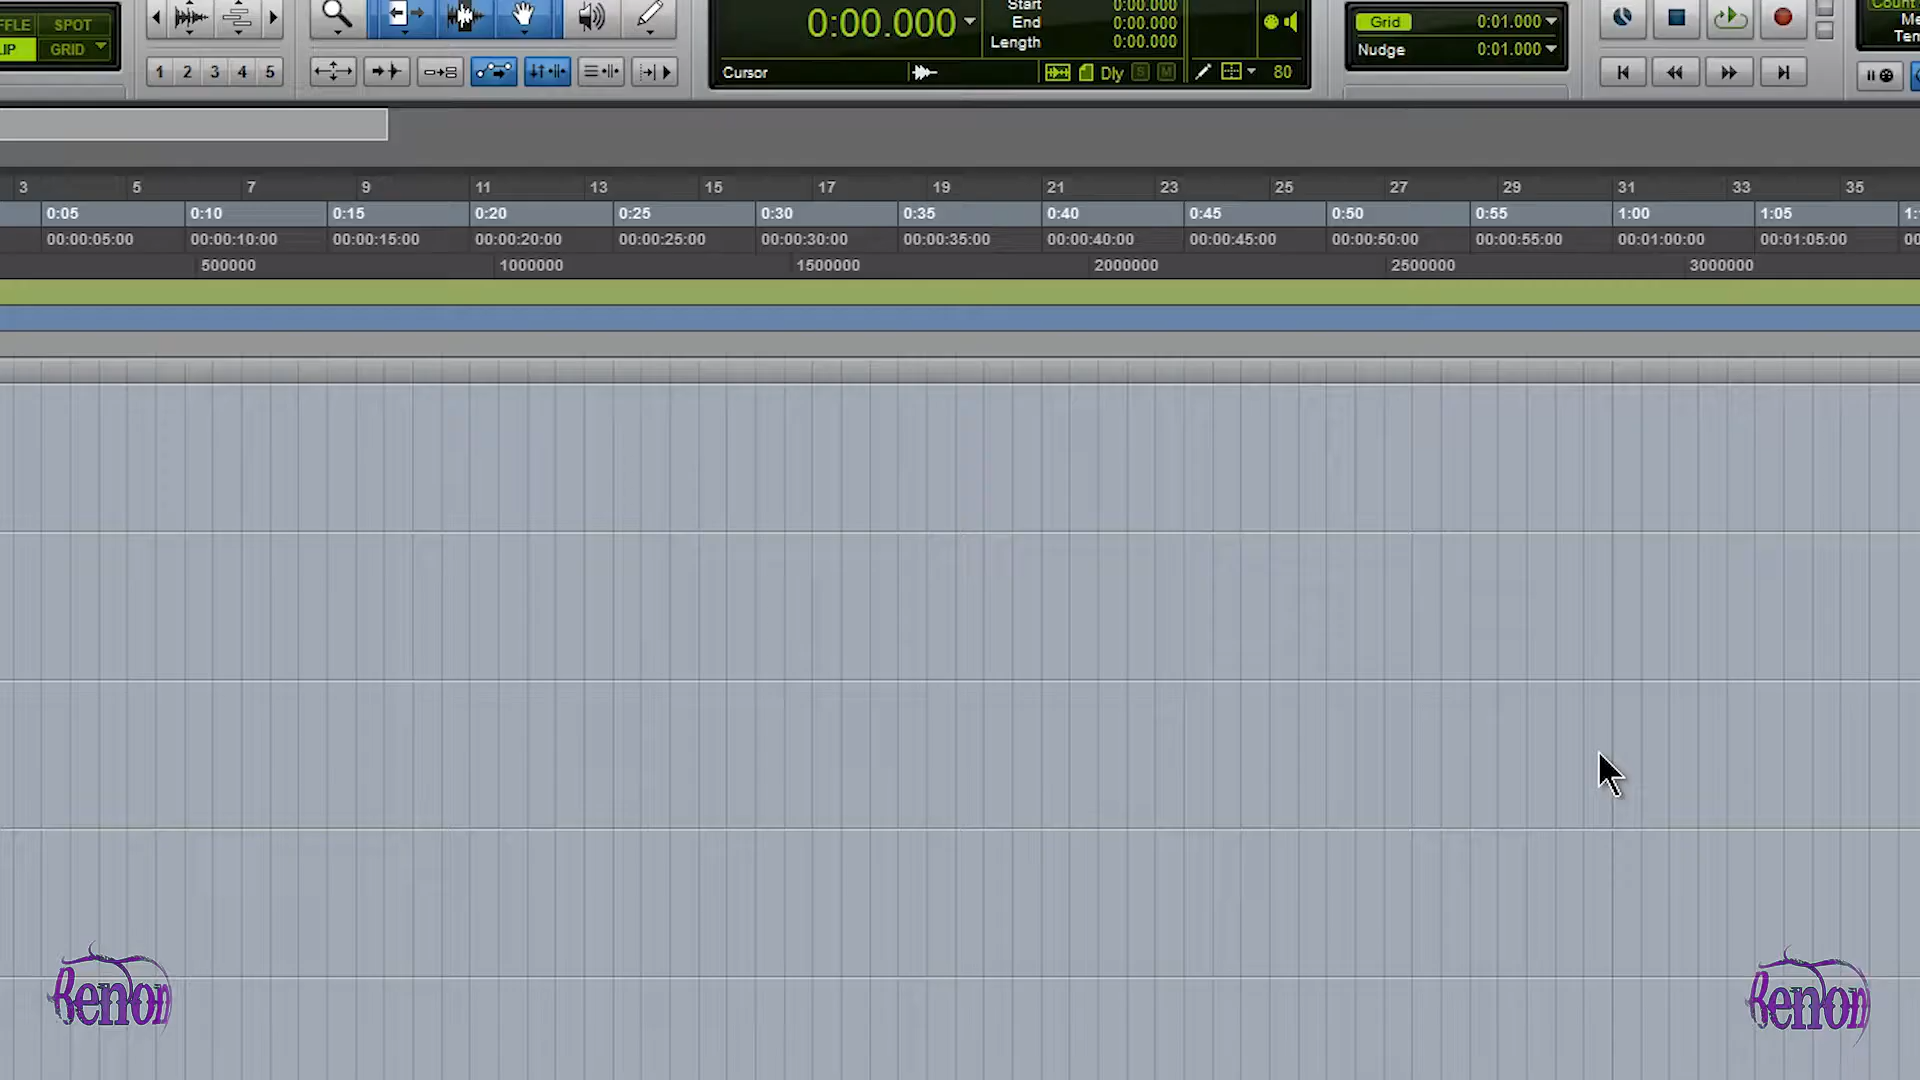 FFLE SPOT
IP GRID
1 2 3 4 5
0:00.000
Start 0:00.000
End 0:00.000
Length 0:00.000
Cursor
Dly S M
80
Grid 0:01.000
Nudge 0:01.000
Count
Me
Tem
3 5 7 9 11 13 15 17 19 21 23 25 27 29 31 33 35
0:05 0:10 0:15 0:20 0:25 0:30 0:35 0:40 0:45 0:50 0:55 1:00 1:05 1:
00:00:05:00 00:00:10:00 00:00:15:00 00:00:20:00 00:00:25:00 00:00:30:00 00:00:35:00 00:00:40:00 00:00:45:00 00:00:50:00 00:00:55:00 00:01:00:00 00:01:05:00 00
500000 1000000 1500000 2000000 2500000 3000000
Renon Renon